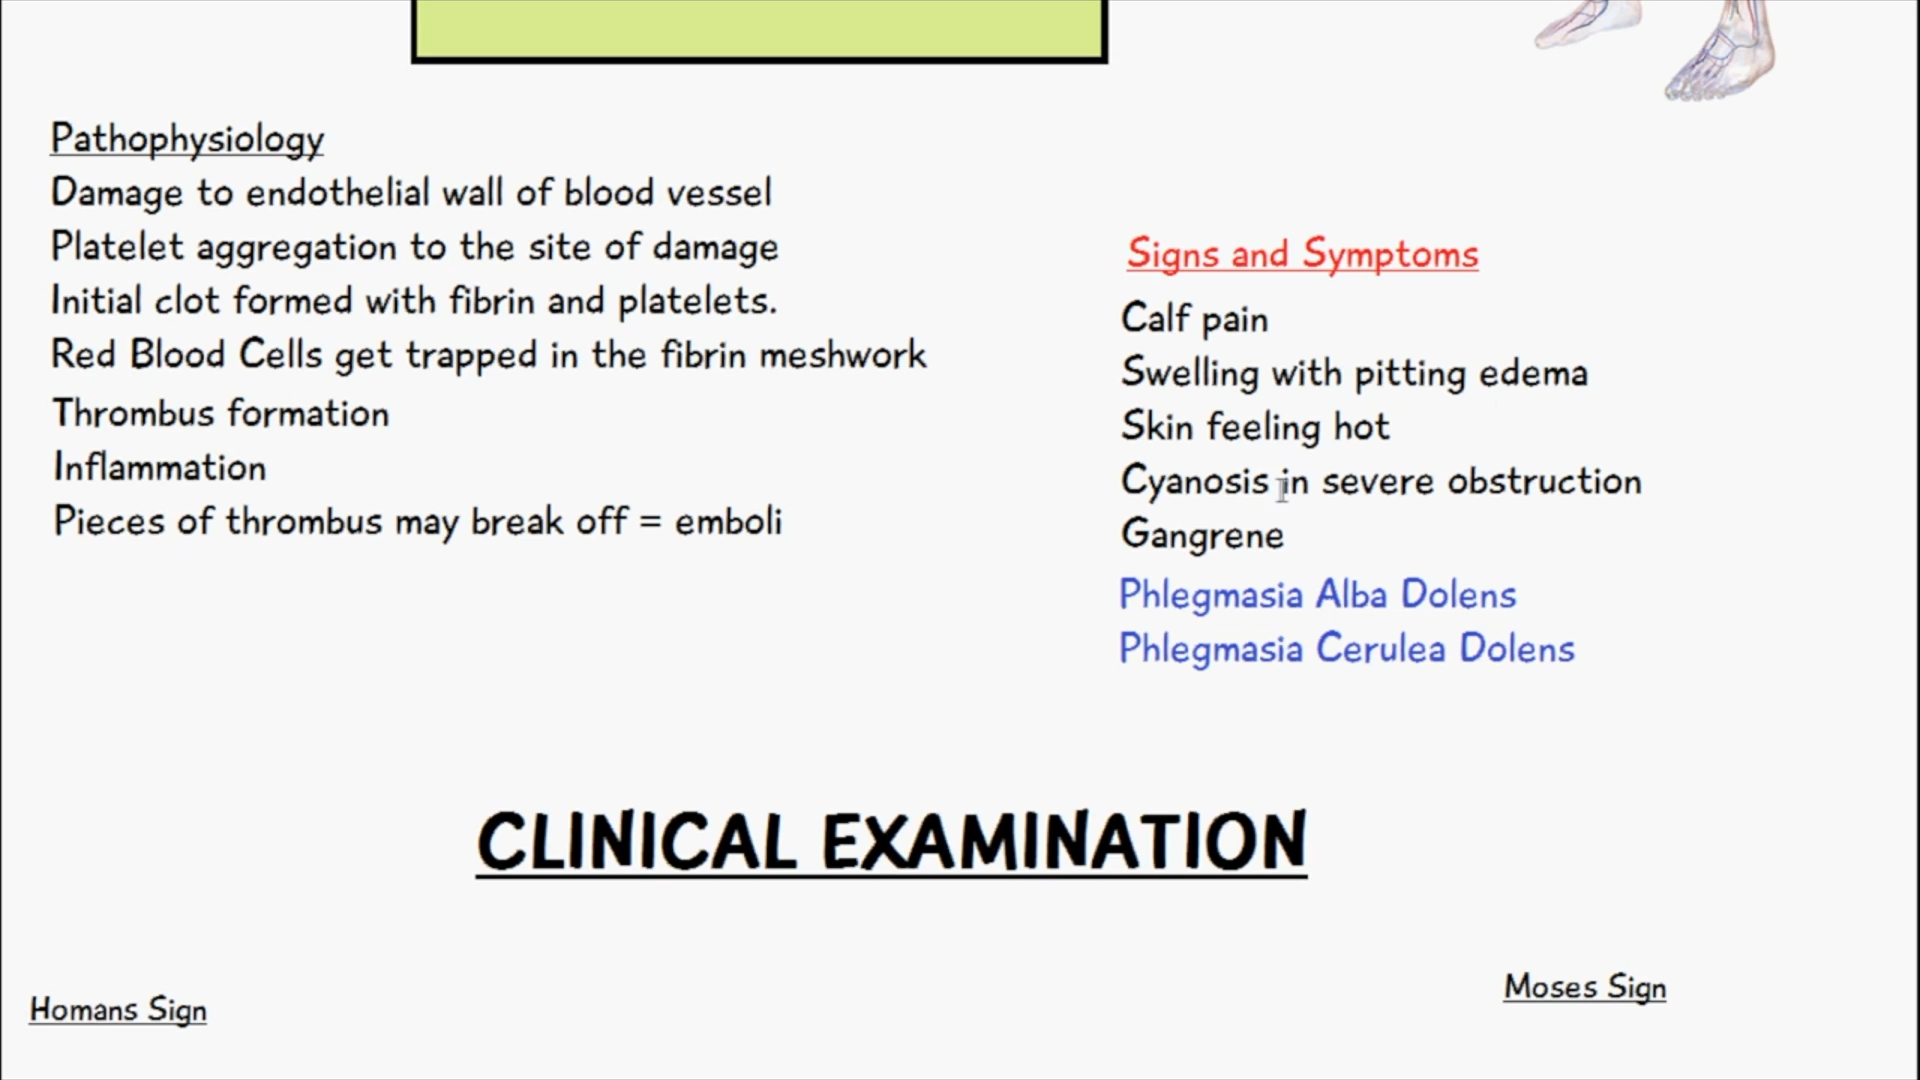 Pathophysiology
Damage to endothelial wall of blood vessel
Platelet aggregation to the site of damage
Initial clot formed with fibrin and platelets.
Red Blood Cells get trapped in the fibrin meshwork
Thrombus formation
Inflammation
Pieces of thrombus may break off = emboli
Signs and Symptoms
Calf pain
Swelling with pitting edema
Skin feeling hot
Cyanosis in severe obstruction
Gangrene
Phlegmasia Alba Dolens
Phlegmasia Cerulea Dolens
CLINICAL EXAMINATION
Homans Sign
Moses Sign